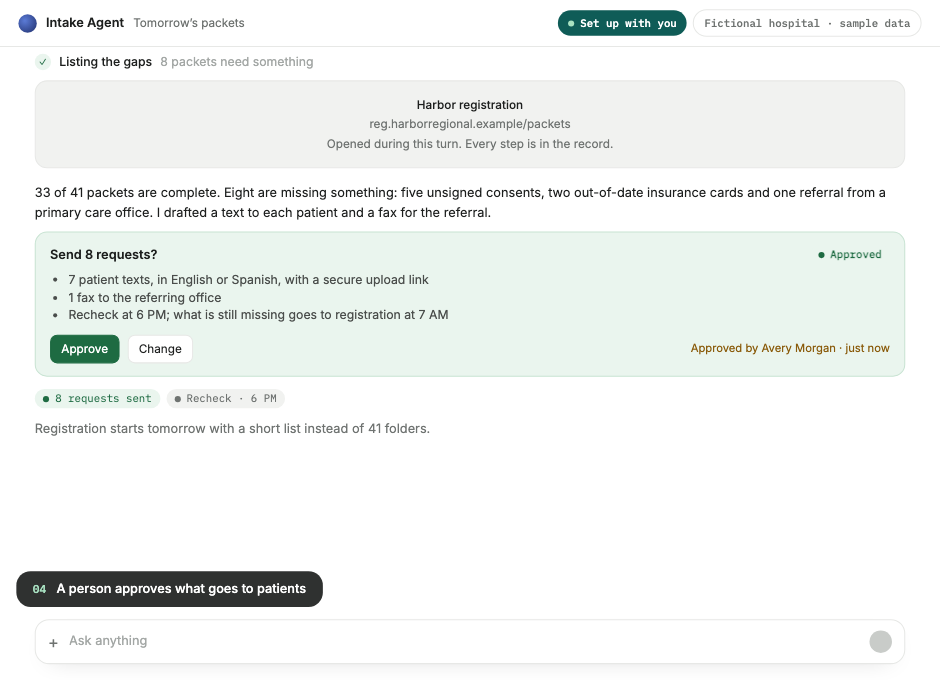 Intake Agent Tomorrow's packets
Set up with you
Fictional hospital · sample data
Listing the gaps 8 packets need something
Harbor registration
reg.harborregional.example/packets
Opened during this turn. Every step is in the record.
33 of 41 packets are complete. Eight are missing something: five unsigned consents, two out-of-date insurance cards and one referral from a
primary care office. I drafted a text to each patient and a fax for the referral.
Send 8 requests?
Approved
• 7 patient texts, in English or Spanish, with a secure upload link
• 1 fax to the referring office
• Recheck at 6 PM; what is still missing goes to registration at 7 AM
Approve
Change
Approved by Avery Morgan · just now
8 requests sent
Recheck · 6 PM
Registration starts tomorrow with a short list instead of 41 folders.
04 A person approves what goes to patients
+ Ask anything